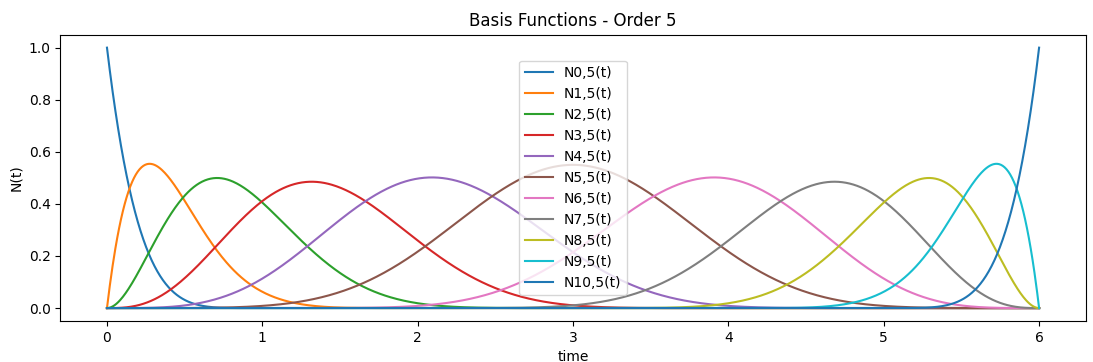 Basis Functions - Order 5
1.0
0.8
0.6
0.4
0.2
0.0
N(t)
N0,5(t)
N1,5(t)
N2,5(t)
N3,5(t)
N4,5(t)
N5,5(t)
N6,5(t)
N7,5(t)
N8,5(t)
N9,5(t)
N10,5(t)
0 1 2 3 4 5 6
time